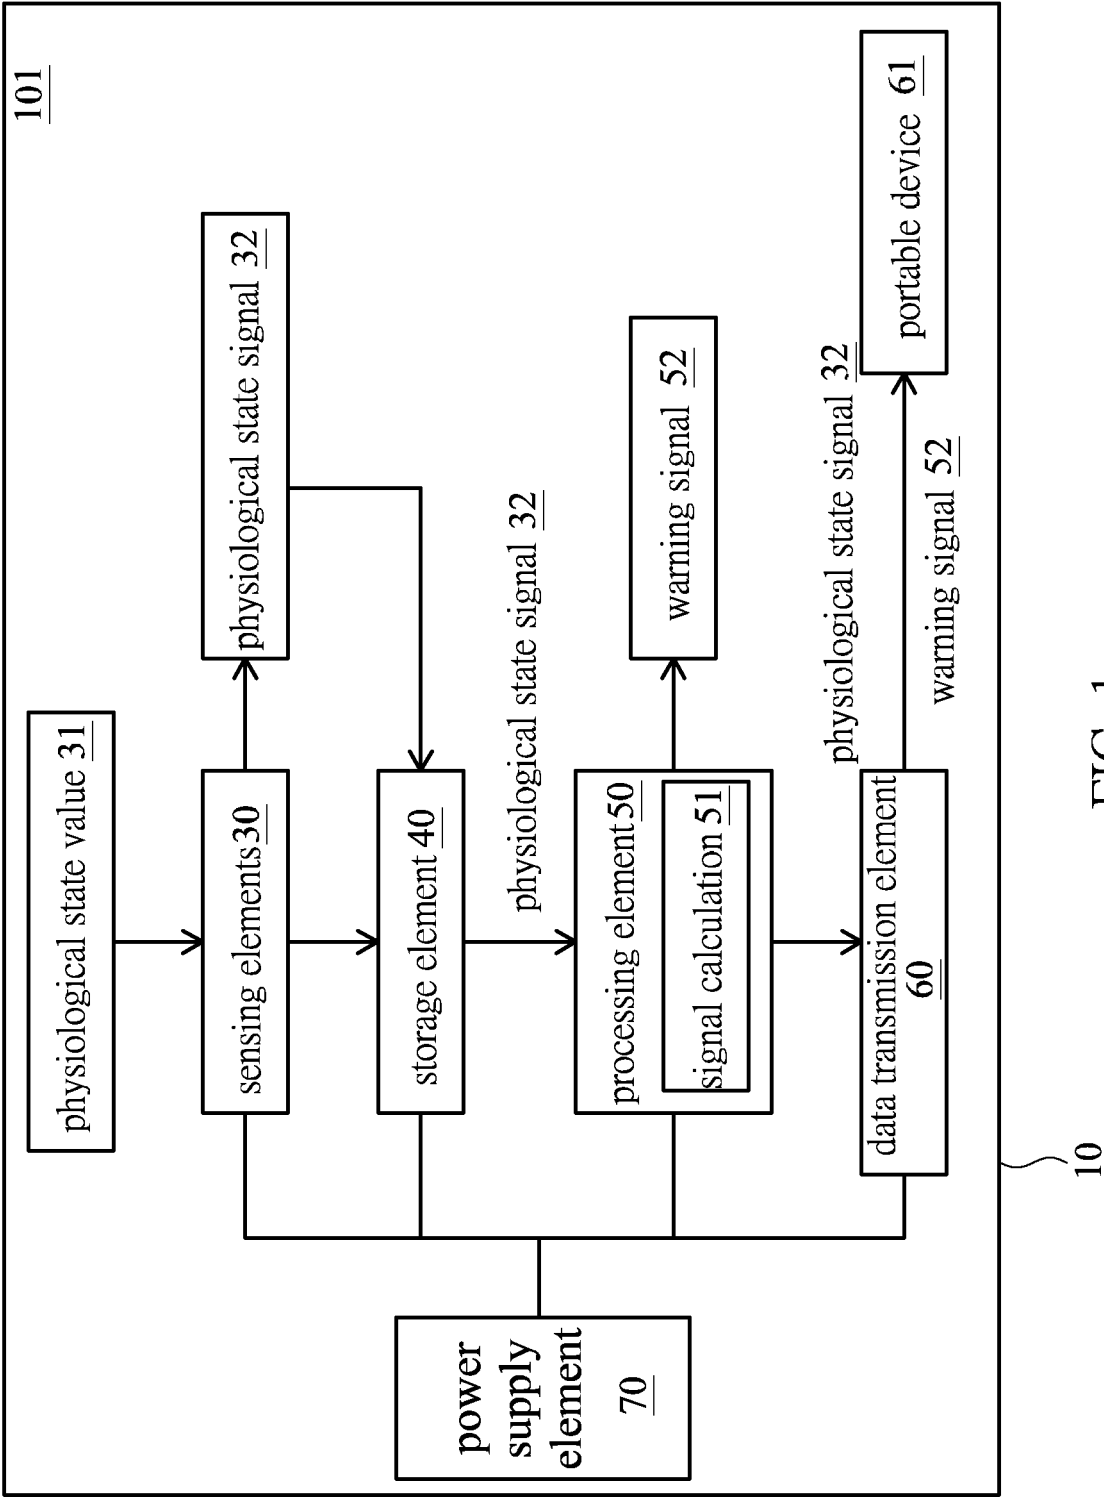 101
physiological state value 31
physiological state signal 32
sensing elements30
storage element 40
physiological state signal 32
processing element50
signal calculation 51
warning signal 52
data transmission element
60
physiological state signal 32
warning signal 52
portable device 61
power
supply
element
70
10
FIG. 1